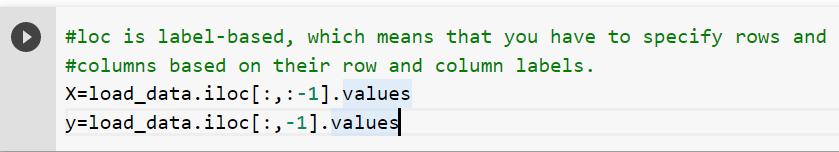 #loc is label-based, which means that you have to specify rows and
#columns based on their row and column labels.
X=load_data.iloc[:,:-1].values
y=load_data.iloc[:,-1].values